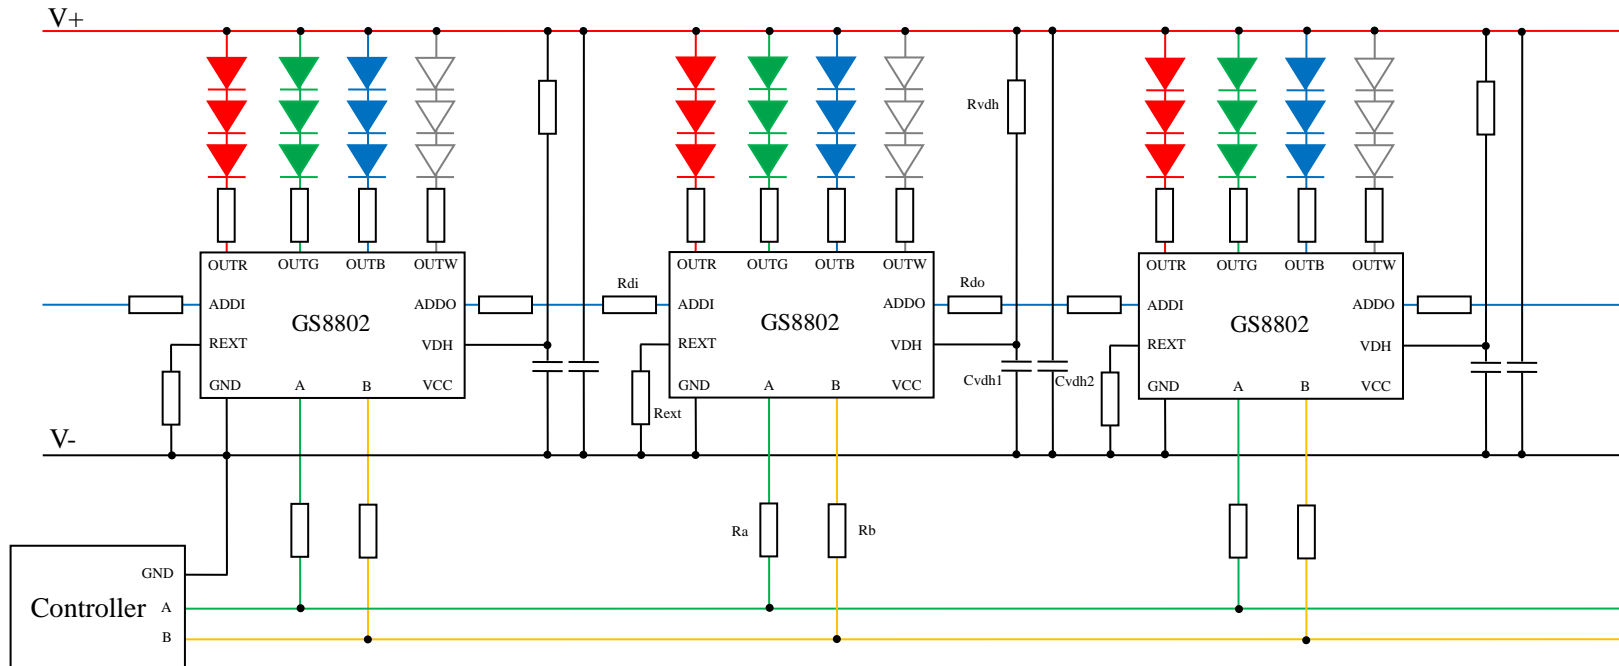 V+
Rvdh
OUTR OUTG OUTB OUTW
OUTR OUTG OUTB OUTW
OUTR OUTG OUTB OUTW
Rdi
Rdo
ADDI ADDO
ADDI ADDO
ADDI ADDO
GS8802
GS8802
GS8802
REXT VDH
REXT VDH
REXT VDH
GND A B VCC
GND A B VCC
GND A B VCC
Cvdh1
Cvdh2
Rext
V-
Ra
Rb
GND
Controller A
B